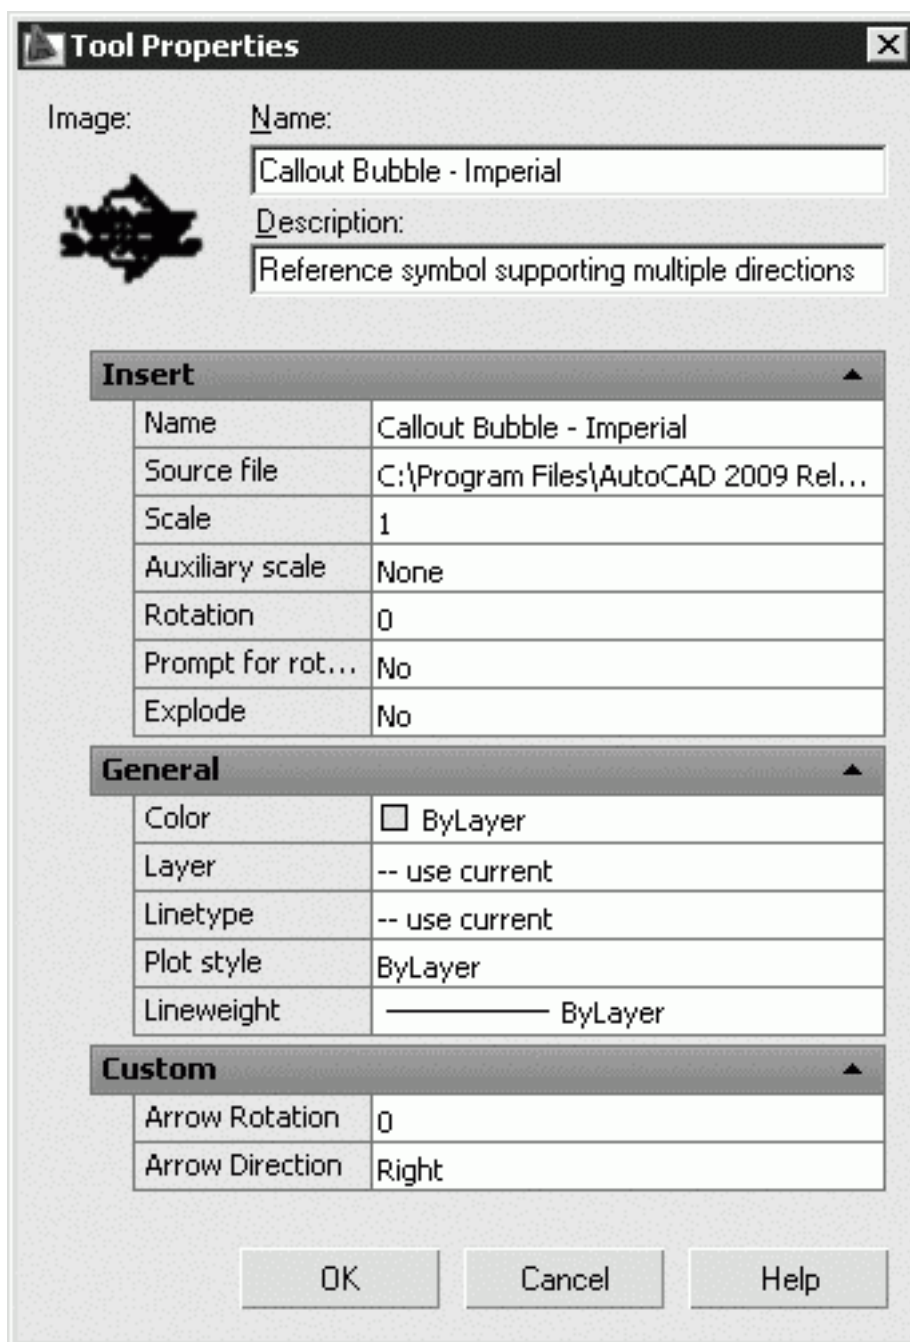 Tool Properties
Image:
Name:
Callout Bubble - Imperial
Description:
Reference symbol supporting multiple directions
Insert
Name Callout Bubble - Imperial
Source file C:\Program Files\AutoCAD 2009 Rel...
Scale 1
Auxiliary scale None
Rotation 0
Prompt for rot... No
Explode No
General
Color ByLayer
Layer -- use current
Linetype -- use current
Plot style ByLayer
Lineweight ByLayer
Custom
Arrow Rotation 0
Arrow Direction Right
OK Cancel Help